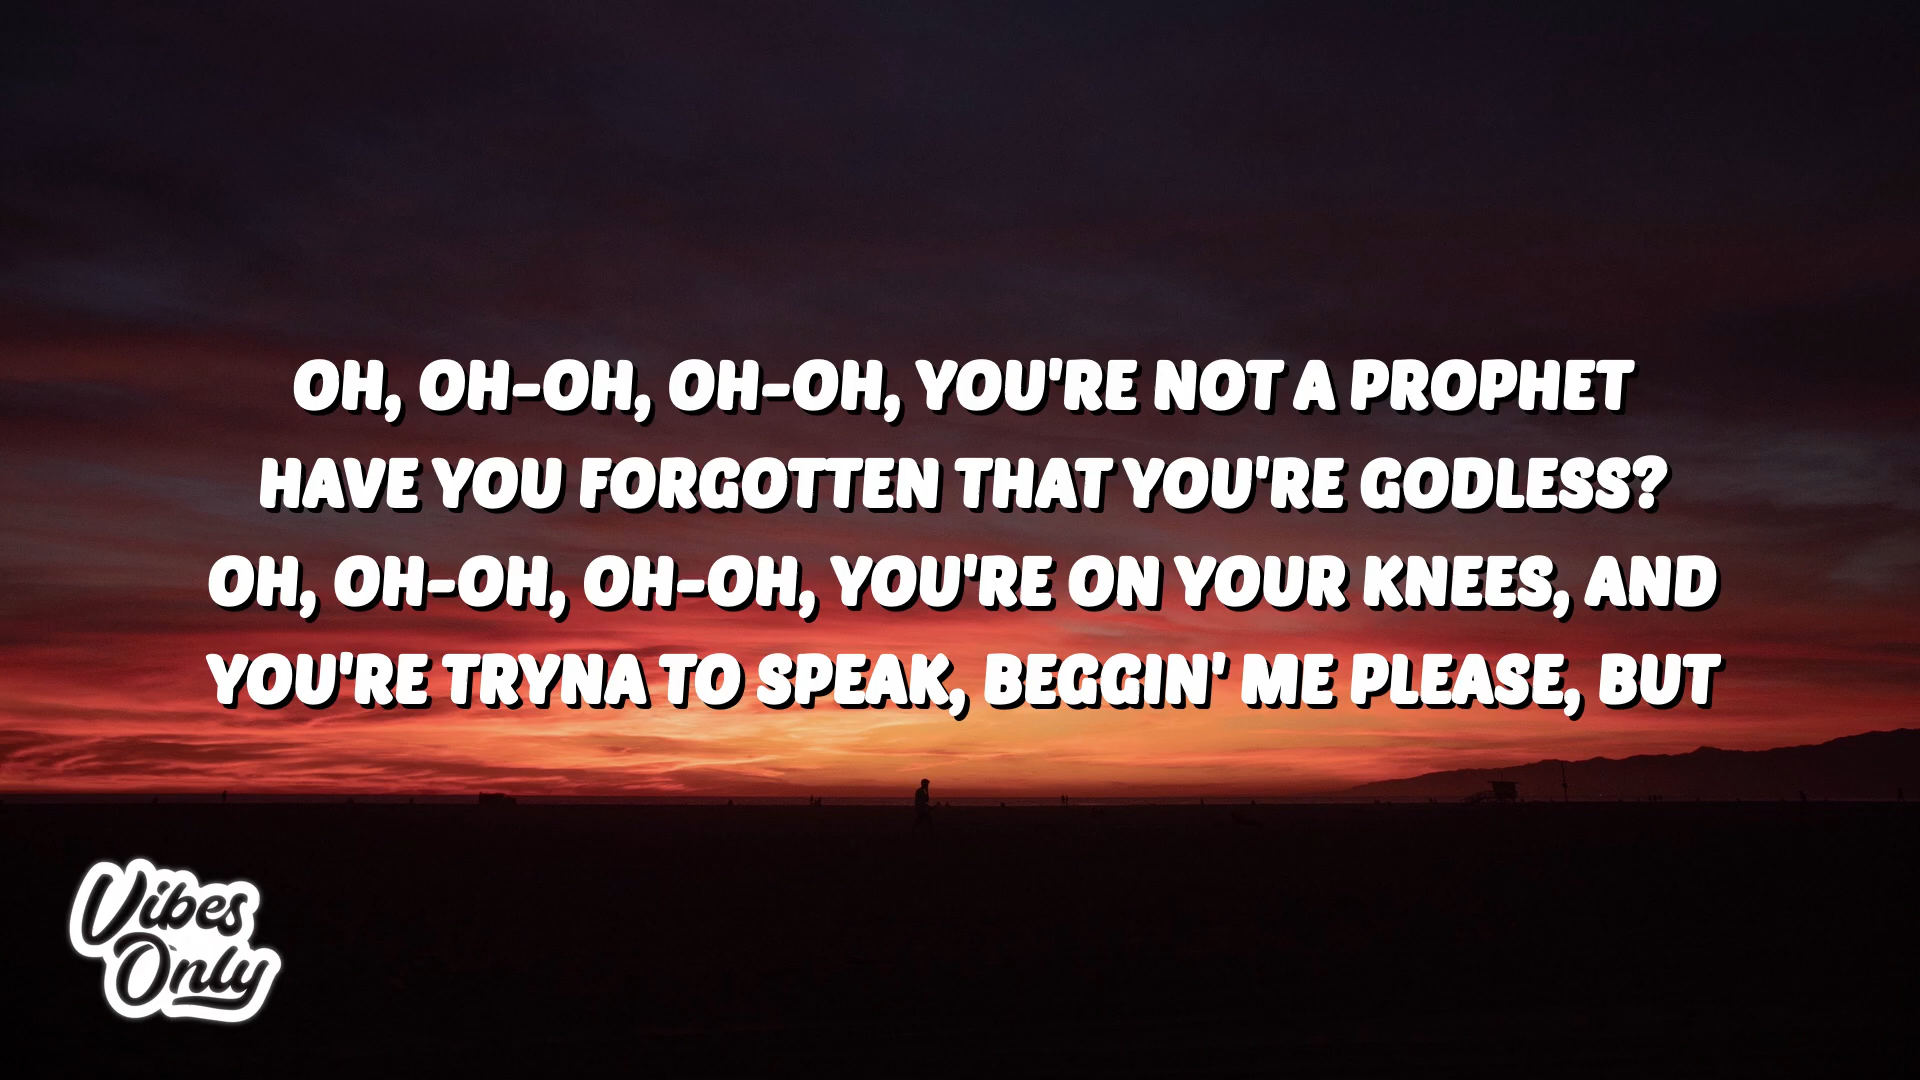 OH, OH-OH, OH-OH, YOU'RE NOT A PROPHET
HAVE YOU FORGOTTEN THAT YOU'RE GODLESS?
OH, OH-OH, OH-OH, YOU'RE ON YOUR KNEES, AND
YOU'RE TRYNA TO SPEAK, BEGGIN' ME PLEASE, BUT
Vibes
Only